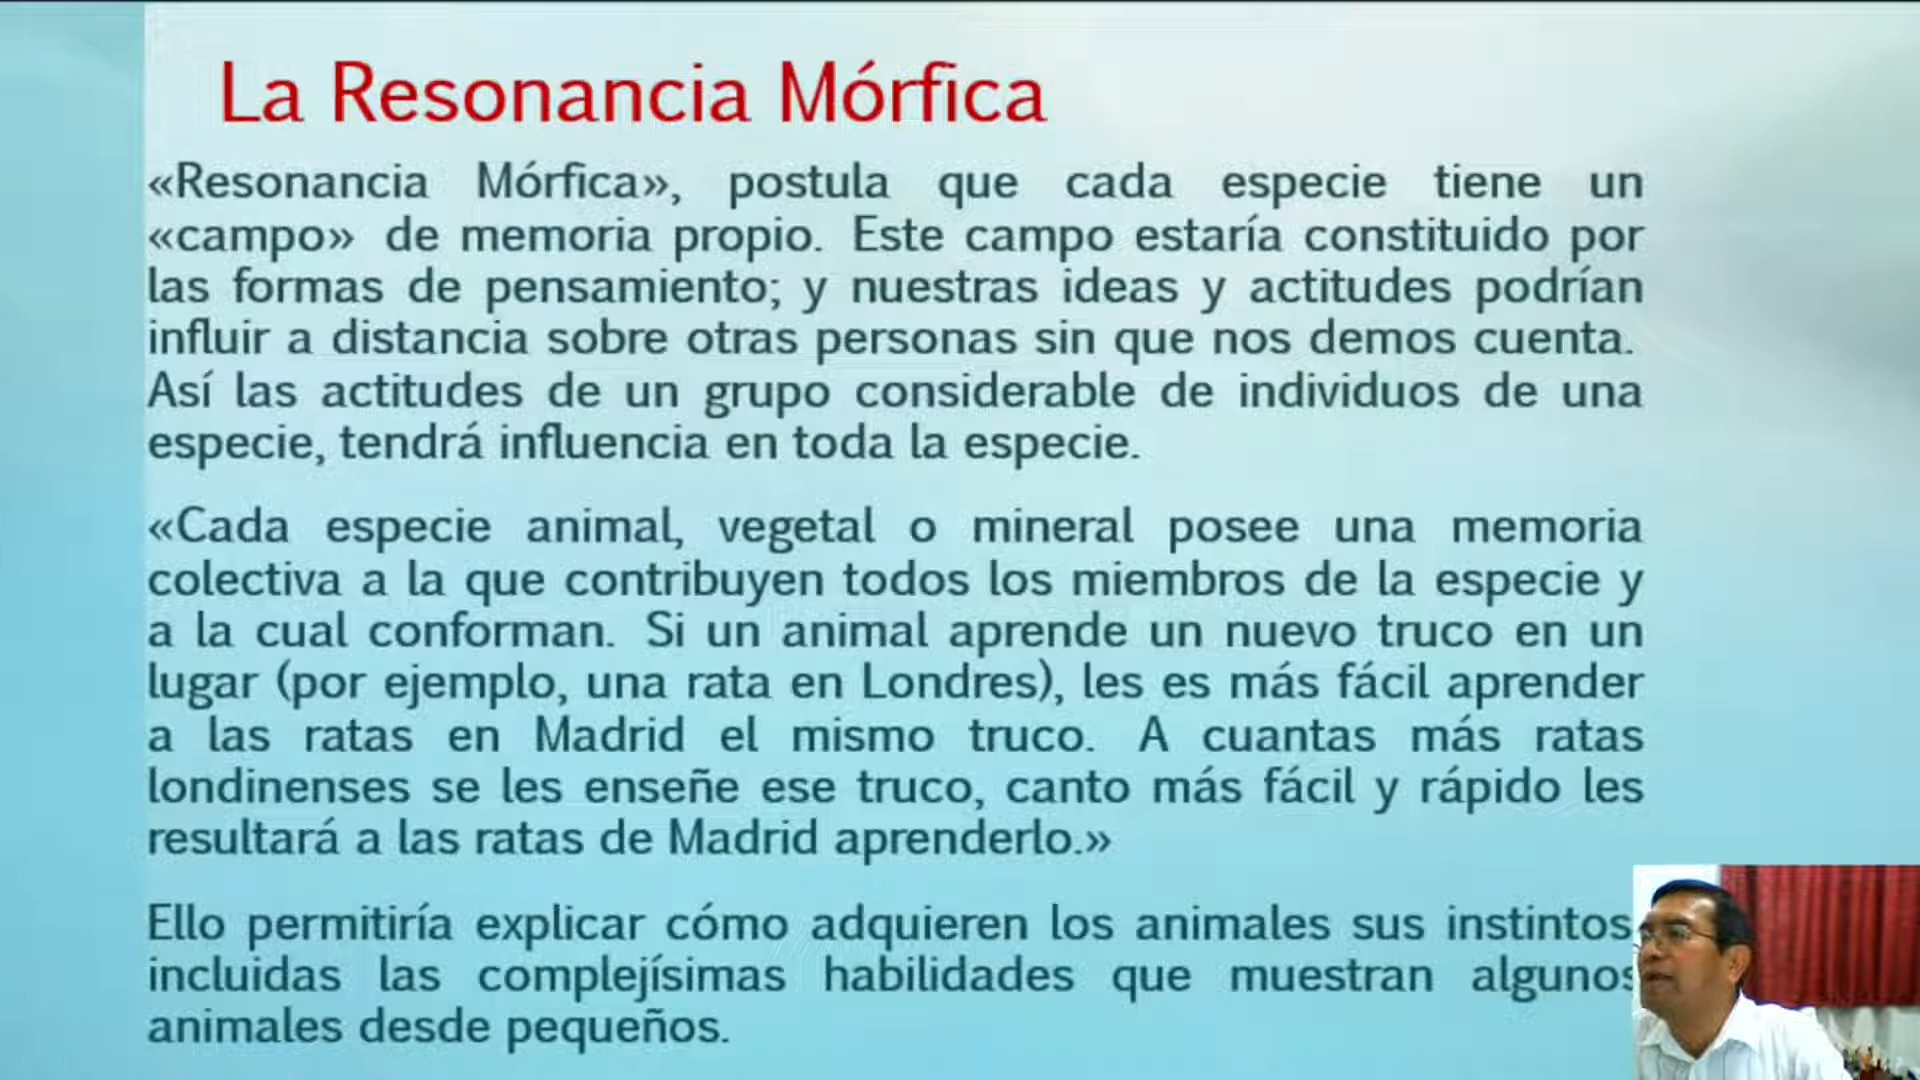 La Resonancia Mórfica
«Resonancia Mórfica», postula que cada especie tiene un
«campo» de memoria propio. Este campo estaría constituido por
las formas de pensamiento; y nuestras ideas y actitudes podrían
influir a distancia sobre otras personas sin que nos demos cuenta.
Así las actitudes de un grupo considerable de individuos de una
especie, tendrá influencia en toda la especie.
«Cada especie animal, vegetal o mineral posee una memoria
colectiva a la que contribuyen todos los miembros de la especie y
a la cual conforman. Si un animal aprende un nuevo truco en un
lugar (por ejemplo, una rata en Londres), les es más fácil aprender
a las ratas en Madrid el mismo truco. A cuantas más ratas
londinenses se les enseñe ese truco, canto más fácil y rápido les
resultará a las ratas de Madrid aprenderlo.»
Ello permitiría explicar cómo adquieren los animales sus instintos
incluidas las complejísimas habilidades que muestran algunos
animales desde pequeños.